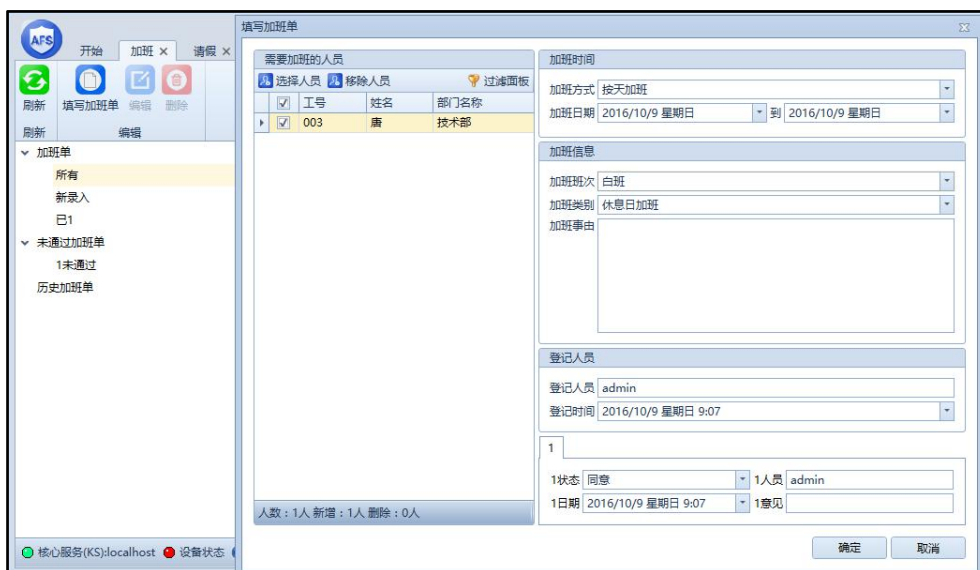 AFS
开始 加班 × 请假 ×
刷新 填写加班单 编辑 删除
刷新 编辑
加班单
所有
新录入
已1
未通过加班单
1未通过
历史加班单
核心服务(KS):localhost 设备状态
填写加班单
需要加班的人员
选择人员 移除人员 过滤面板
工号 姓名 部门名称
003 唐 技术部
人数：1人 新增：1人 删除：0人
加班时间
加班方式 按天加班
加班日期 2016/10/9 星期日 到 2016/10/9 星期日
加班信息
加班班次 白班
加班类别 休息日加班
加班事由
登记人员
登记人员 admin
登记时间 2016/10/9 星期日 9:07
1
1状态 同意 1人员 admin
1日期 2016/10/9 星期日 9:07 1意见
确定 取消